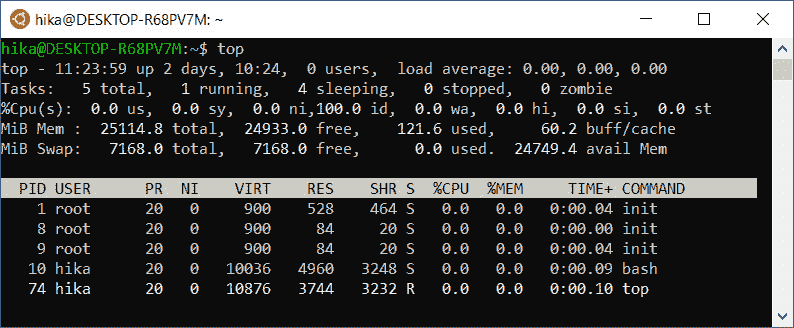 hika@DESKTOP-R68PV7M: ~
hika@DESKTOP-R68PV7M:~$ top
top - 11:23:59 up 2 days, 10:24,  0 users,  load average: 0.00, 0.00, 0.00
Tasks:   5 total,   1 running,   4 sleeping,   0 stopped,   0 zombie
%Cpu(s):  0.0 us,  0.0 sy,  0.0 ni,100.0 id,  0.0 wa,  0.0 hi,  0.0 si,  0.0 st
MiB Mem :  25114.8 total,  24933.0 free,    121.6 used,     60.2 buff/cache
MiB Swap:   7168.0 total,   7168.0 free,      0.0 used.  24749.4 avail Mem
PID USER      PR  NI    VIRT    RES    SHR S  %CPU  %MEM     TIME+ COMMAND
1 root      20   0     900    528    464 S   0.0   0.0   0:00.04 init
8 root      20   0     900     84     20 S   0.0   0.0   0:00.00 init
9 root      20   0     900     84     20 S   0.0   0.0   0:00.04 init
10 hika      20   0   10036   4960   3248 S   0.0   0.0   0:00.09 bash
74 hika      20   0   10876   3744   3232 R   0.0   0.0   0:00.10 top